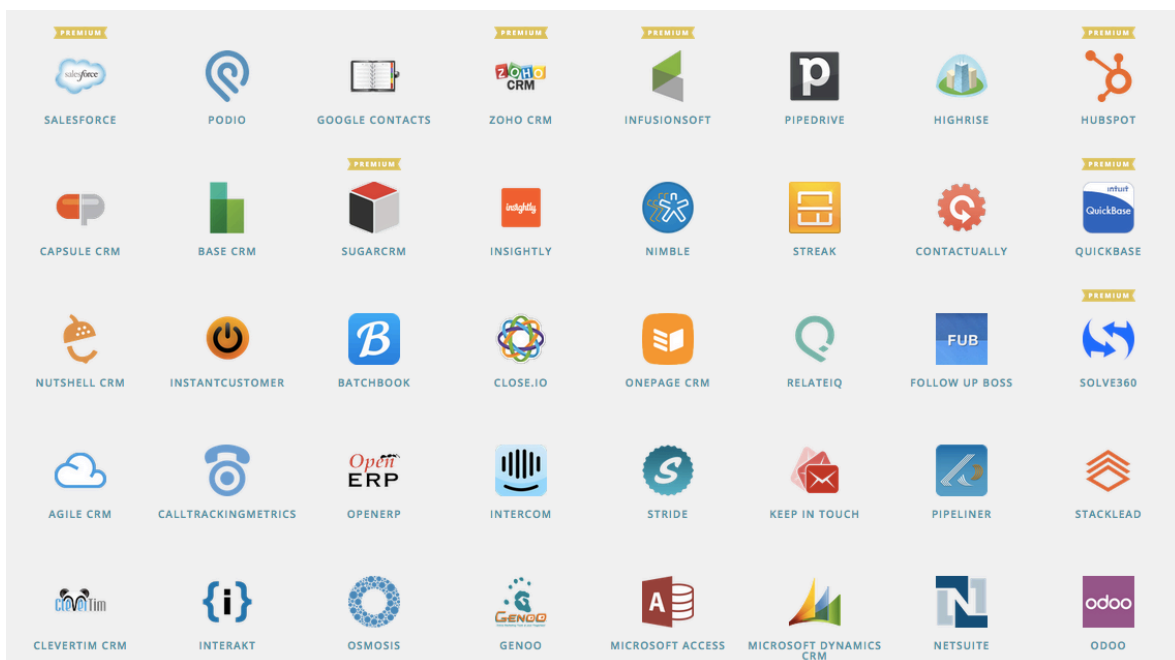 PREMIUM PREMIUM PREMIUM PREMIUM
salesforce ZOHO CRM p
SALESFORCE PODIO GOOGLE CONTACTS ZOHO CRM INFUSIONSOFT PIPEDRIVE HIGHRISE HUBSPOT
PREMIUM PREMIUM
insightly intuit QuickBase
CAPSULE CRM BASE CRM SUGARCRM INSIGHTLY NIMBLE STREAK CONTACTUALLY QUICKBASE
PREMIUM
B FUB
NUTSHELL CRM INSTANTCUSTOMER BATCHBOOK CLOSE.IO ONEPAGE CRM RELATEIQ FOLLOW UP BOSS SOLVE360
Open ERP S
AGILE CRM CALLTRACKINGMETRICS OPENERP INTERCOM STRIDE KEEP IN TOUCH PIPELINER STACKLEAD
cleverTim {i} GENOO A N odoo
CLEVERTIM CRM INTERAKT OSMOSIS GENOO MICROSOFT ACCESS MICROSOFT DYNAMICS CRM NETSUITE ODOO